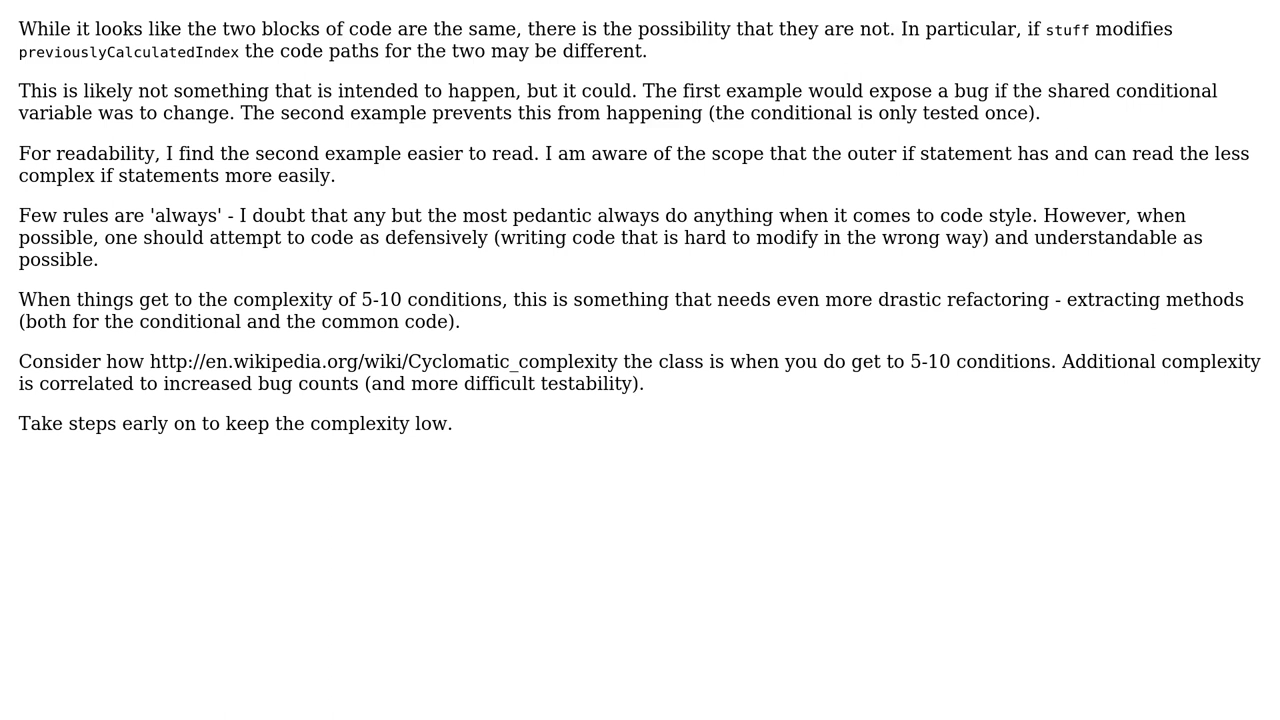 While it looks like the two blocks of code are the same, there is the possibility that they are not. In particular, if stuff modifies
previouslyCalculatedIndex the code paths for the two may be different.
This is likely not something that is intended to happen, but it could. The first example would expose a bug if the shared conditional
variable was to change. The second example prevents this from happening (the conditional is only tested once).
For readability, I find the second example easier to read. I am aware of the scope that the outer if statement has and can read the less
complex if statements more easily.
Few rules are 'always' - I doubt that any but the most pedantic always do anything when it comes to code style. However, when
possible, one should attempt to code as defensively (writing code that is hard to modify in the wrong way) and understandable as
possible.
When things get to the complexity of 5-10 conditions, this is something that needs even more drastic refactoring - extracting methods
(both for the conditional and the common code).
Consider how http://en.wikipedia.org/wiki/Cyclomatic_complexity the class is when you do get to 5-10 conditions. Additional complexity
is correlated to increased bug counts (and more difficult testability).
Take steps early on to keep the complexity low.